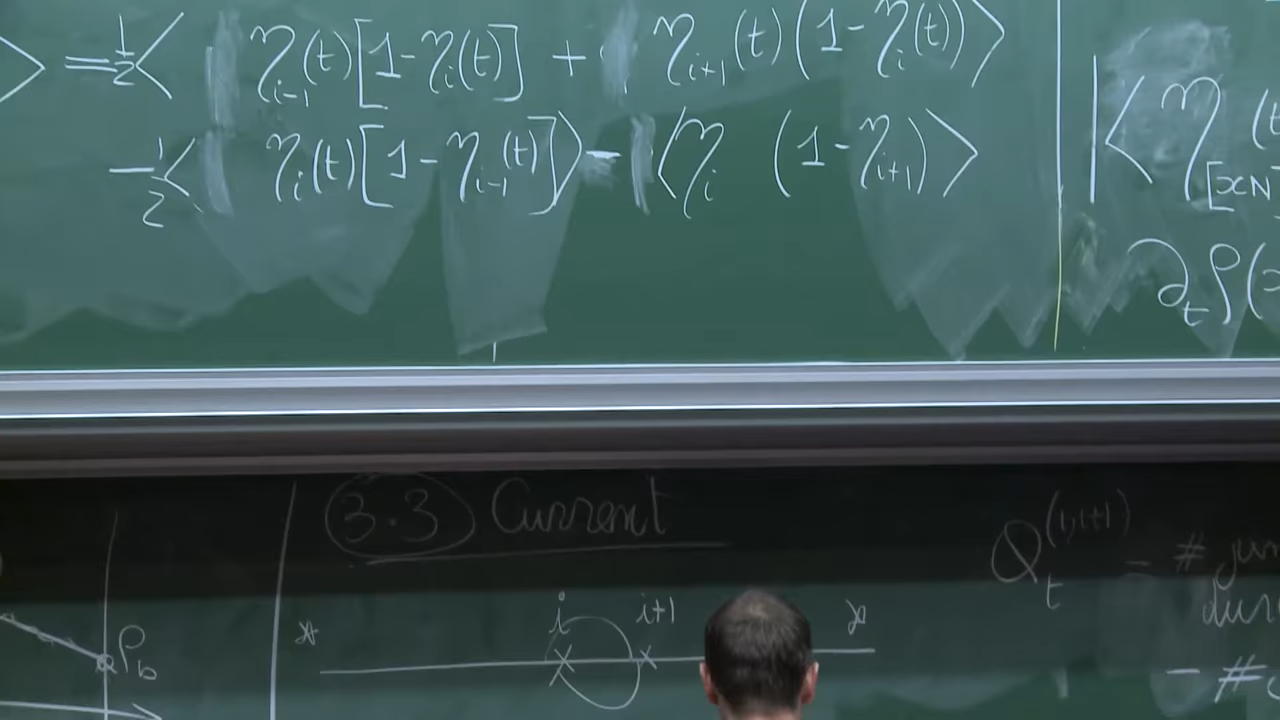 ⟩ = 1/2 ⟨ η_{i-1}(t)[1-η_i(t)] + η_{i+1}(t)(1-η_i(t)) ⟩
- 1/2 ⟨ η_i(t)[1-η_{i-1}(t)] ⟩ - ⟨ η_i (1-η_{i+1}) ⟩
|⟨ η_{[xN
∂_t ρ(
3.3 Current
Q_t^{(i,i+1)} = #
i i+1
ρ_b
- #